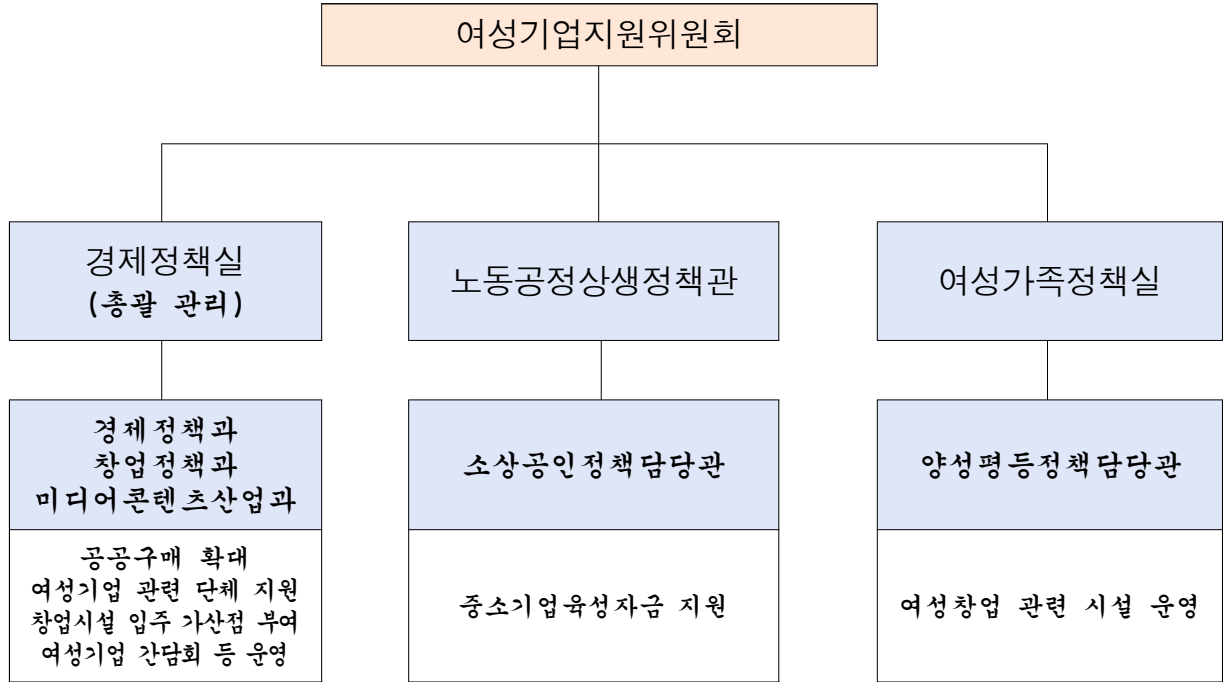 여성기업지원위원회
경제정책실
(총괄 관리)
노동공정상생정책관
여성가족정책실
경제정책과
창업정책과
미디어콘텐츠산업과
소상공인정책담당관
양성평등정책담당관
공공구매 확대
여성기업 관련 단체 지원
창업시설 입주 가산점 부여
여성기업 간담회 등 운영
중소기업육성자금 지원
여성창업 관련 시설 운영